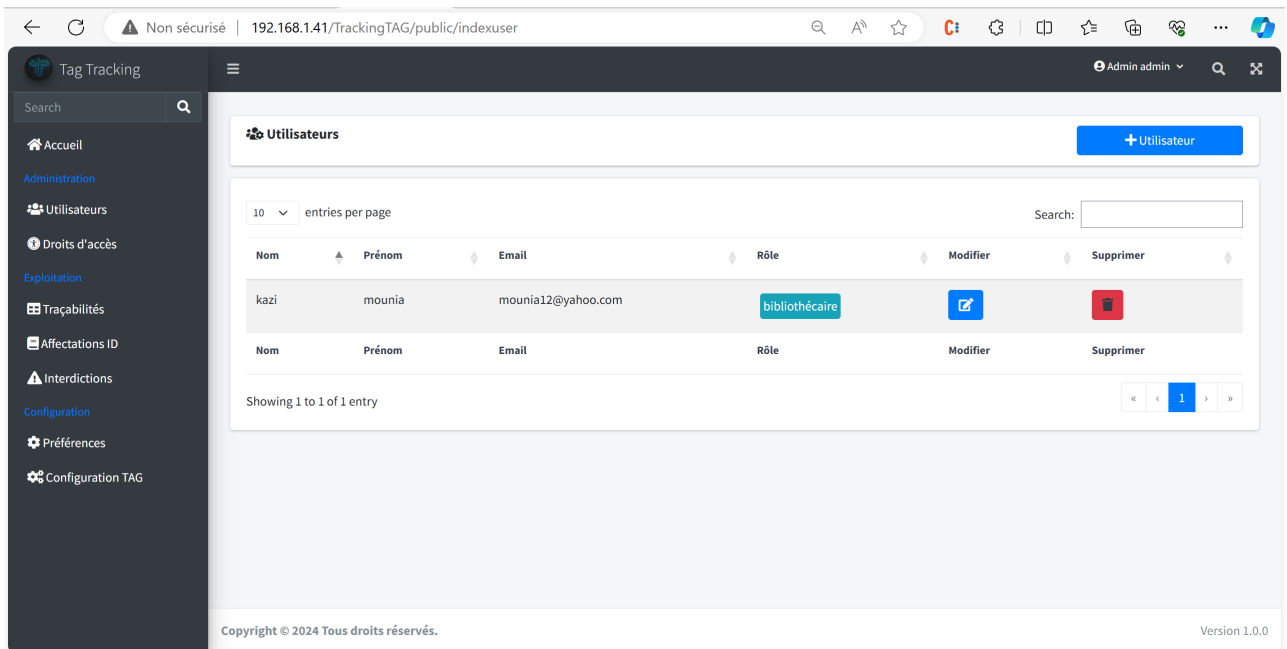 Non sécurisé | 192.168.1.41/TrackingTAG/public/indexuser
Tag Tracking
Admin admin
Search
Accueil
Administration
Utilisateurs
Droits d'accès
Exploitation
Traçabilités
Affectations ID
Interdictions
Configuration
Préférences
Configuration TAG
Utilisateurs
Utilisateur
10 entries per page
Search:
Nom Prénom Email Rôle Modifier Supprimer
kazi mounia mounia12@yahoo.com bibliothécaire
Nom Prénom Email Rôle Modifier Supprimer
Showing 1 to 1 of 1 entry
« ‹ 1 › »
Copyright © 2024 Tous droits réservés.
Version 1.0.0